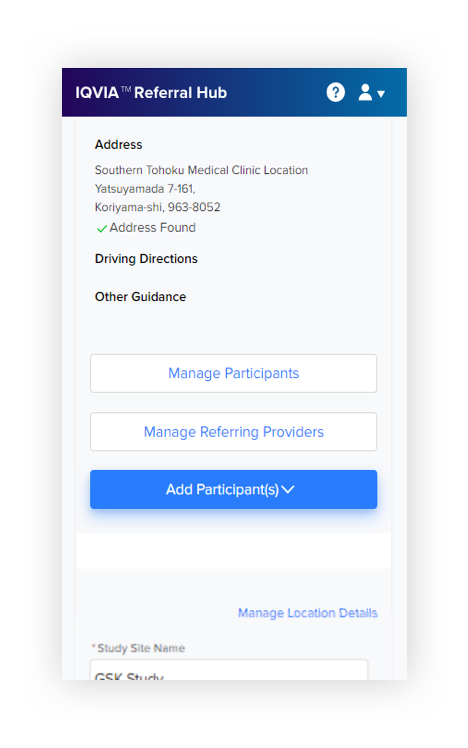 IQVIA™ Referral Hub
?
Address
Southern Tohoku Medical Clinic Location
Yatsuyamada 7-161,
Koriyama-shi, 963-8052
Address Found
Driving Directions
Other Guidance
Manage Participants
Manage Referring Providers
Add Participant(s)
Manage Location Details
*Study Site Name
GSK Study